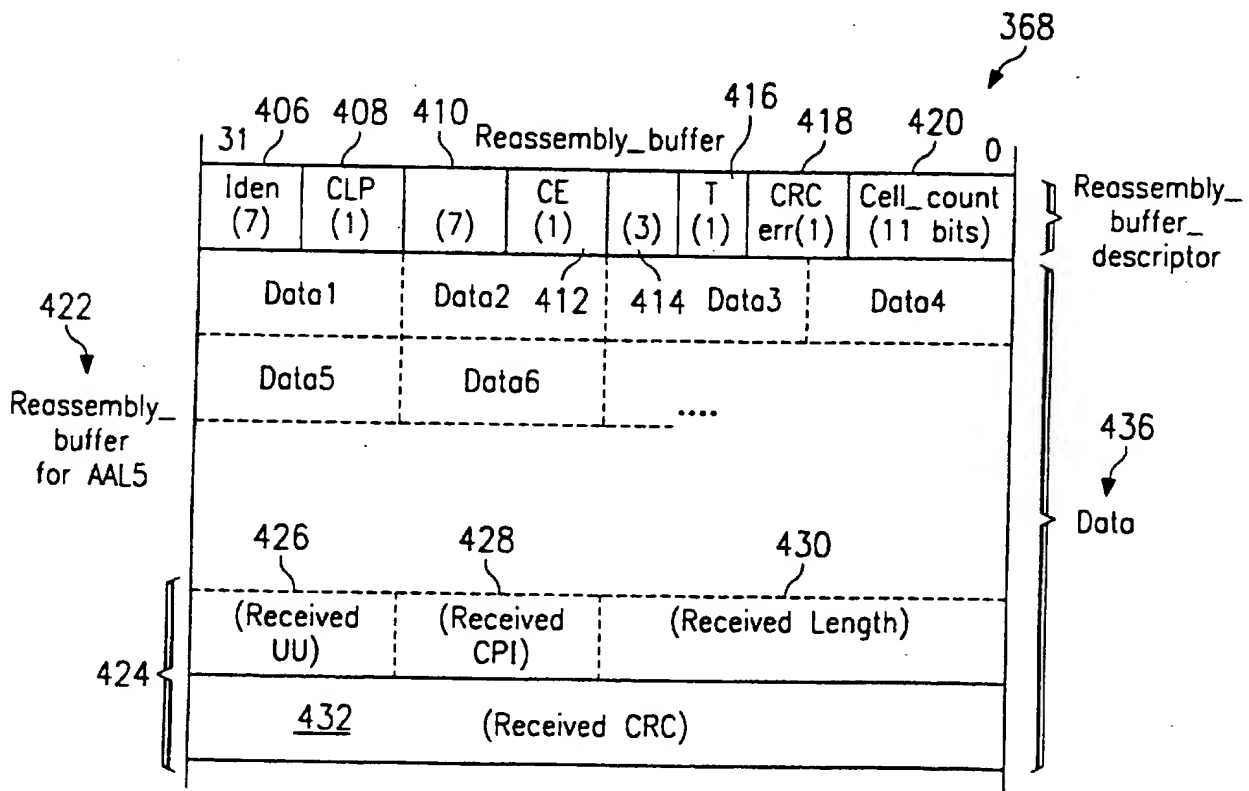 368
406 408 410 416 418 420
31 Reassembly_buffer 0
Iden (7)
CLP (1)
(7)
CE (1)
(3)
T (1)
CRC err(1)
Cell_count (11 bits)
Reassembly_
buffer_
descriptor
Data1 Data2 412 414 Data3 Data4
422
Data5 Data6 ....
Reassembly_
buffer
for AAL5
436
Data
426 428 430
(Received UU)
(Received CPI)
(Received Length)
424
432 (Received CRC)